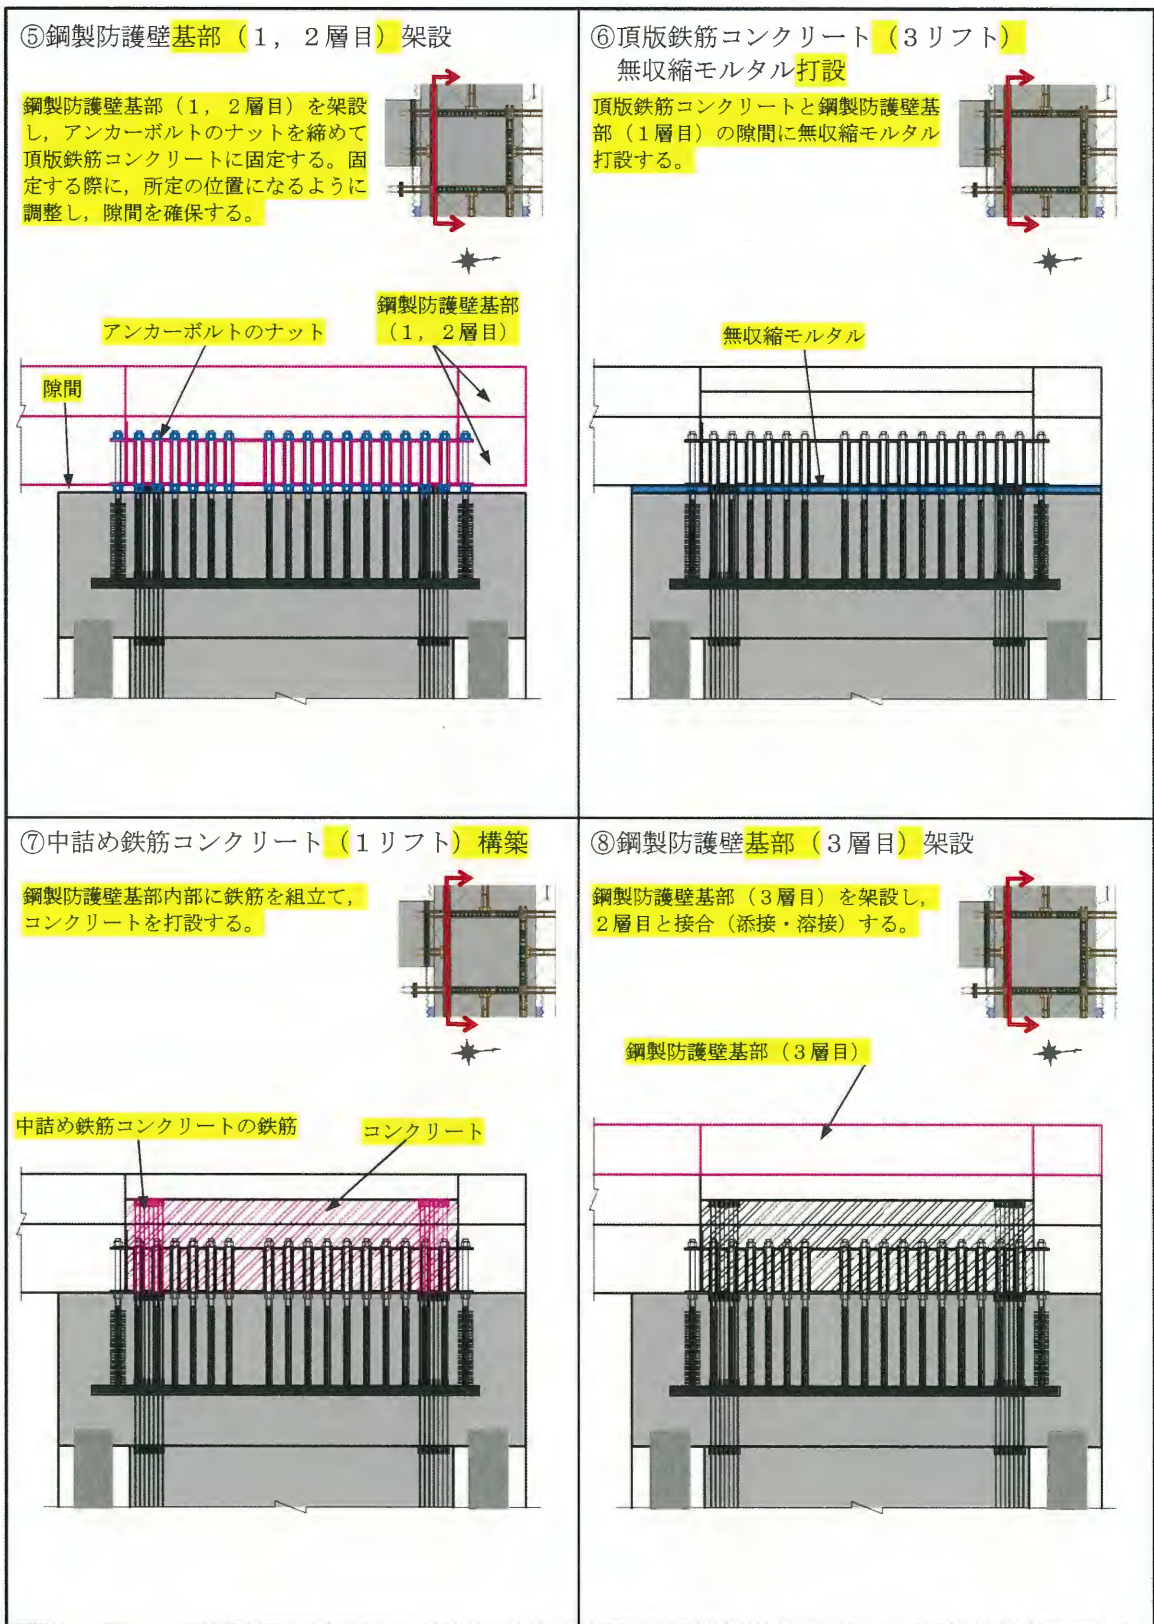 ⑤鋼製防護壁基部（1，2層目）架設
鋼製防護壁基部（1，2層目）を架設
し，アンカーボルトのナットを締めて
頂版鉄筋コンクリートに固定する。固
定する際に，所定の位置になるように
調整し，隙間を確保する。
鋼製防護壁基部
（1，2層目）
アンカーボルトのナット
隙間
⑥頂版鉄筋コンクリート（3リフト）
無収縮モルタル打設
頂版鉄筋コンクリートと鋼製防護壁基
部（1層目）の隙間に無収縮モルタル
打設する。
無収縮モルタル
⑦中詰め鉄筋コンクリート（1リフト）構築
鋼製防護壁基部内部に鉄筋を組立て，
コンクリートを打設する。
中詰め鉄筋コンクリートの鉄筋
コンクリート
⑧鋼製防護壁基部（3層目）架設
鋼製防護壁基部（3層目）を架設し，
2層目と接合（添接・溶接）する。
鋼製防護壁基部（3層目）